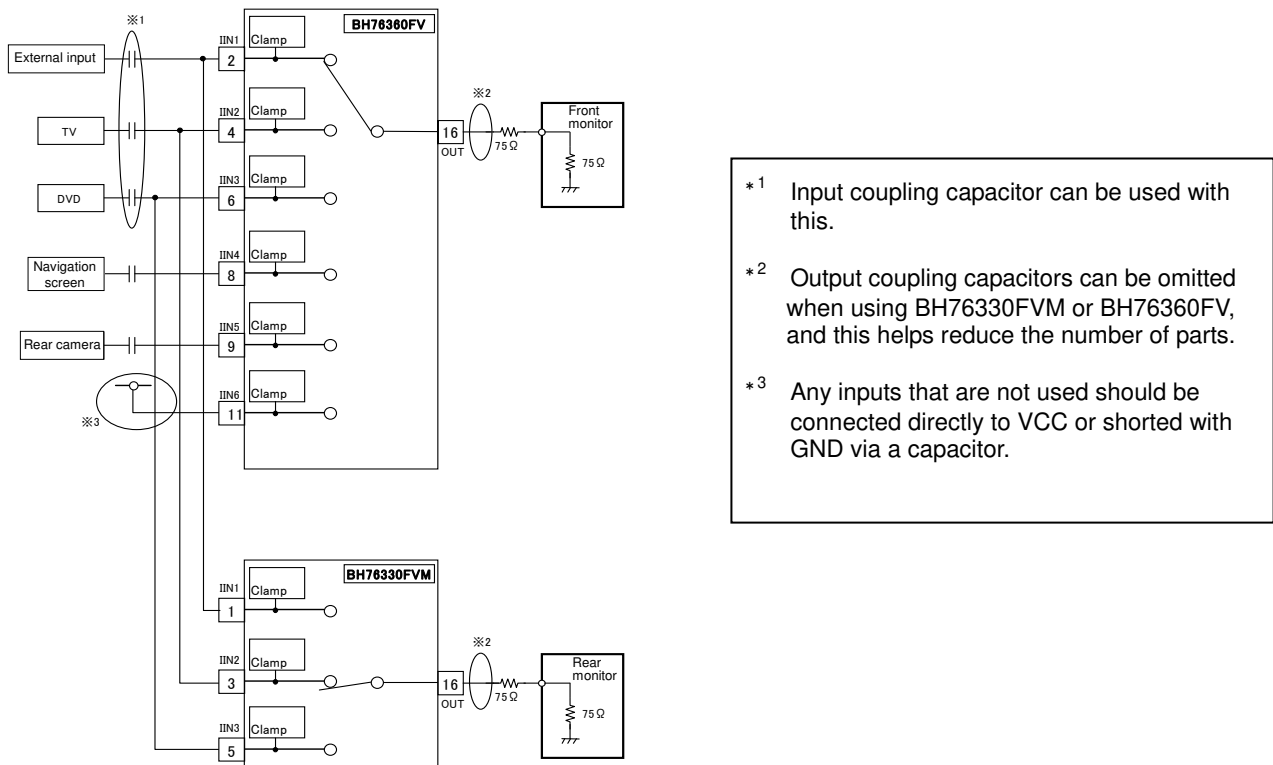 ※1
BH76360FV
External input
IIN1
Clamp
2
TV
IIN2
Clamp
4
※2
16
OUT
75Ω
Front
monitor
75Ω
DVD
IIN3
Clamp
6
Navigation
screen
IIN4
Clamp
8
Rear camera
IIN5
Clamp
9
※3
IIN6
Clamp
11
BH76330FVM
IIN1
Clamp
1
IIN2
Clamp
3
※2
16
OUT
75Ω
Rear
monitor
75Ω
IIN3
Clamp
5
*1 Input coupling capacitor can be used with
this.
*2 Output coupling capacitors can be omitted
when using BH76330FVM or BH76360FV,
and this helps reduce the number of parts.
*3 Any inputs that are not used should be
connected directly to VCC or shorted with
GND via a capacitor.